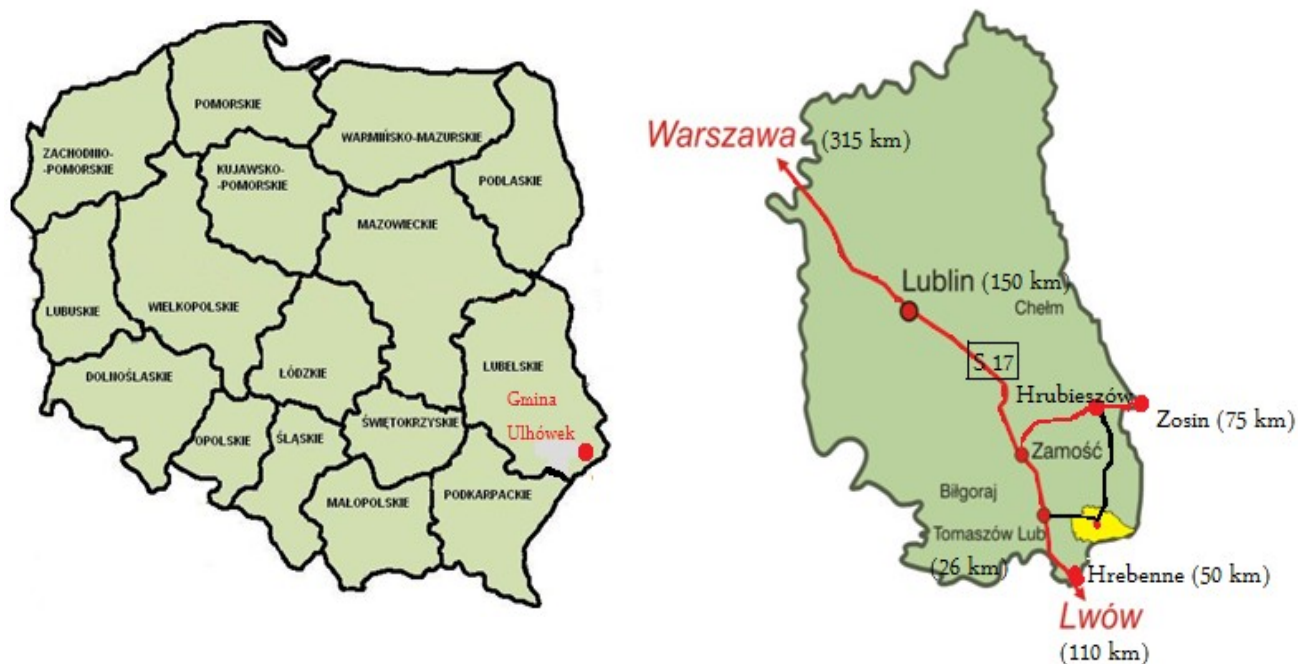 POMORSKIE
WARMIŃSKO-MAZURSKIE
ZACHODNIO-
-POMORSKIE
KUJAWSKO-
-POMORSKIE
PODLASKIE
MAZOWIECKIE
LUBUSKIE
WIELKOPOLSKIE
ŁÓDZKIE
LUBELSKIE
DOLNOŚLASKIE
Gmina
Ulhówek
ŚWIĘTOKRZYSKIE
OPOLSKIE
ŚLĄSKIE
MAŁOPOLSKIE
PODKARPACKIE
Warszawa (315 km)
Lublin (150 km)
Chełm
S 17
Hrubieszów
Zosin (75 km)
Zamość
Biłgoraj
Tomaszów Lub
(26 km)
Hrebenne (50 km)
Lwów
(110 km)